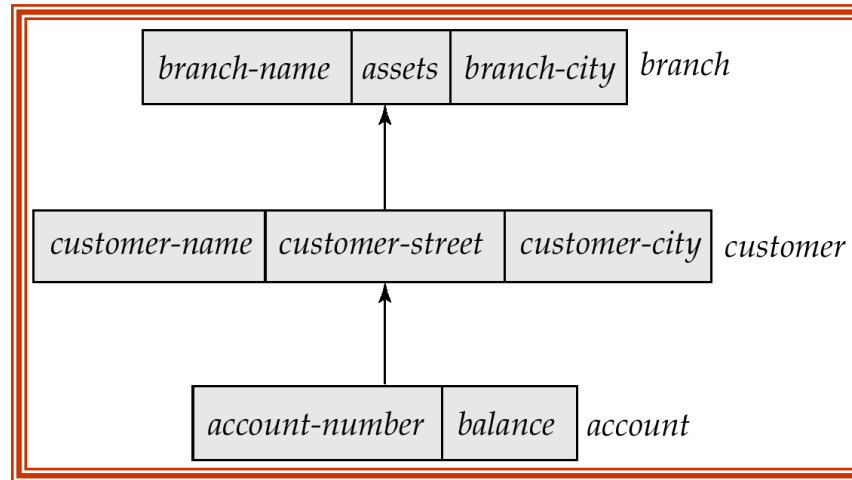 branch-name assets branch-city branch
customer-name customer-street customer-city customer
account-number balance account